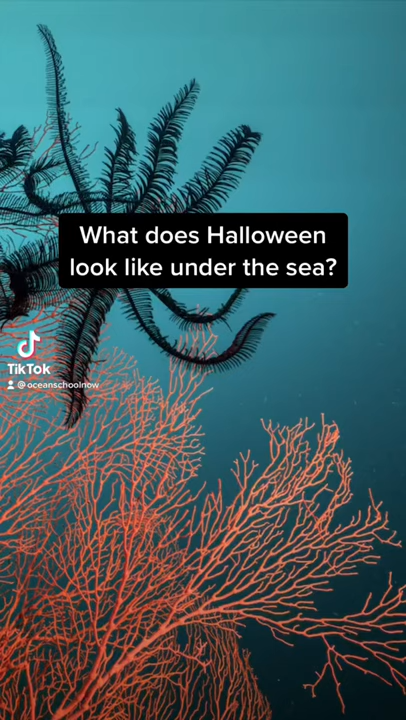 What does Halloween
look like under the sea?
TikTok
@oceanschoolnow